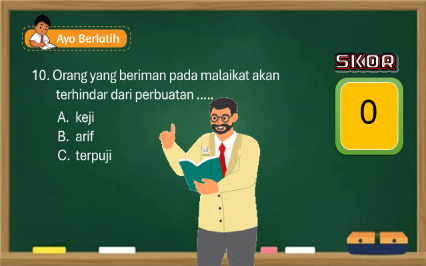 Ayo Berlatih
SKOR
0
10. Orang yang beriman pada malaikat akan
terhindar dari perbuatan .....
A. keji
B. arif
C. terpuji